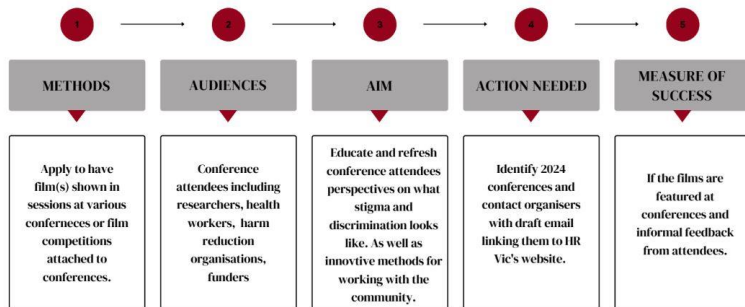 1
2
3
4
5
METHODS
AUDIENCES
AIM
ACTION NEEDED
MEASURE OF
SUCCESS
Apply to have
film(s) shown in
sessions at various
conferneces or film
competitions
attached to
conferences.
Conference
attendees including
researchers, health
workers, harm
reduction
organisations,
funders
Educate and refresh
conference attendees
perspectives on what
stigma and
discrimination looks
like. As well as
innovtive methods for
working with the
community.
Identify 2024
conferences and
contact organisers
with draft email
linking them to HR
Vic's website.
If the films are
featured at
conferences and
informal feedback
from attendees.